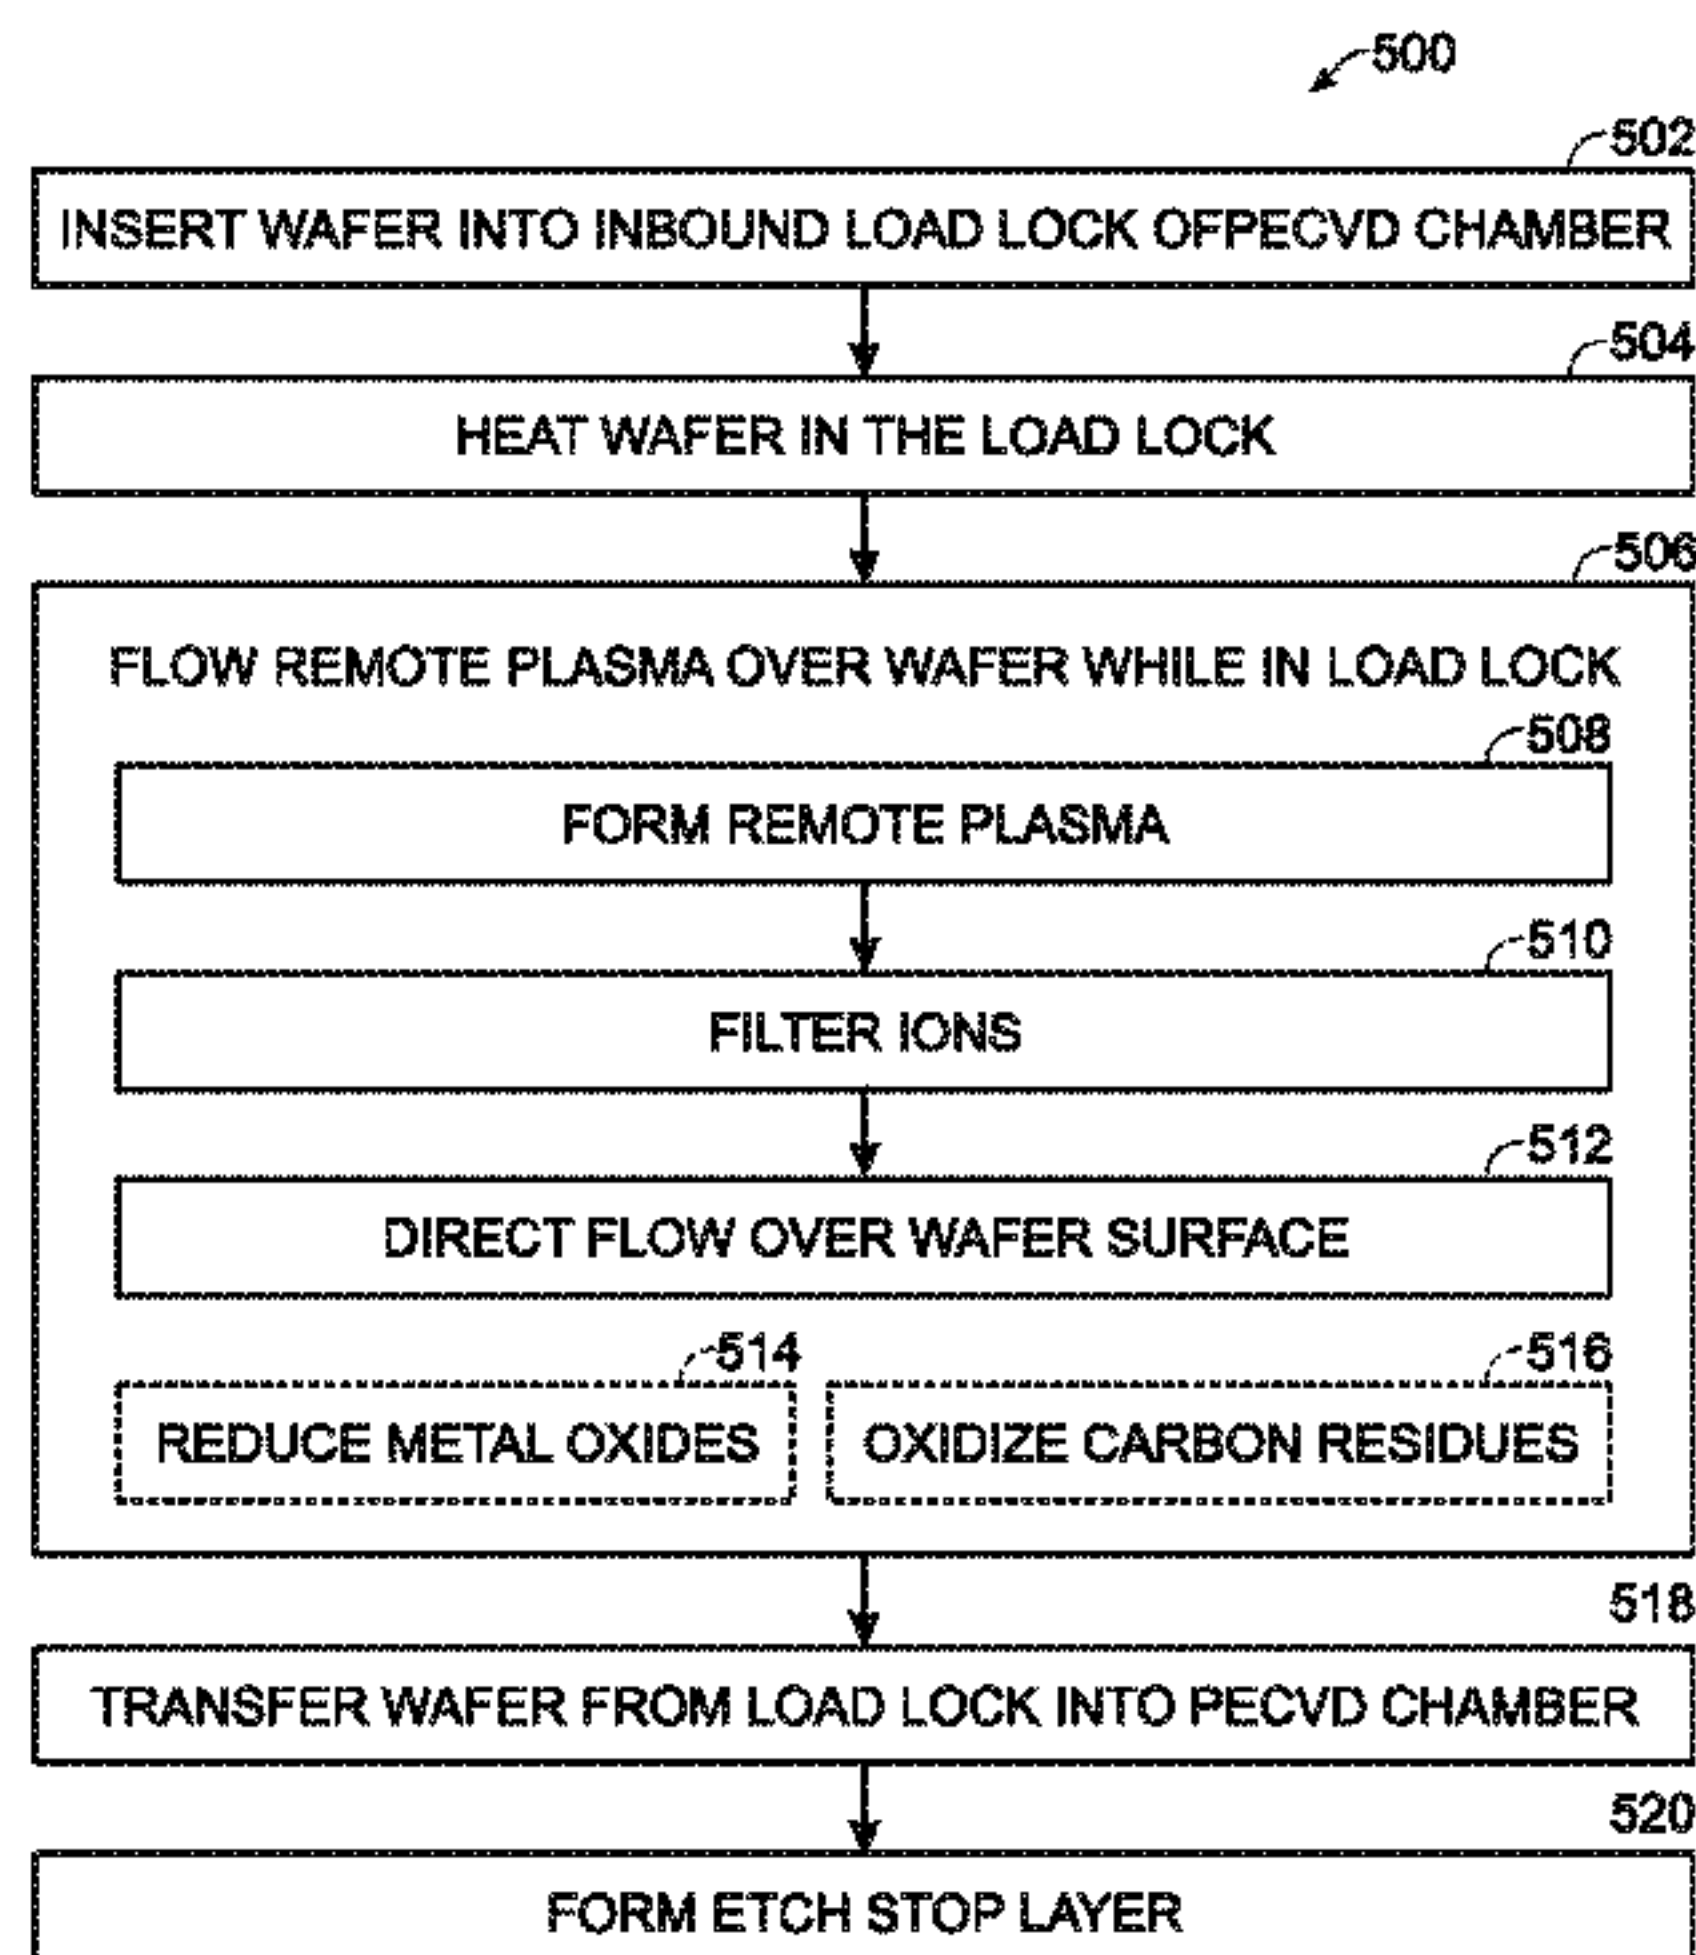 500
502
INSERT WAFER INTO INBOUND LOAD LOCK OFPECVD CHAMBER
504
HEAT WAFER IN THE LOAD LOCK
506
FLOW REMOTE PLASMA OVER WAFER WHILE IN LOAD LOCK
508
FORM REMOTE PLASMA
510
FILTER IONS
512
DIRECT FLOW OVER WAFER SURFACE
514
516
REDUCE METAL OXIDES
OXIDIZE CARBON RESIDUES
518
TRANSFER WAFER FROM LOAD LOCK INTO PECVD CHAMBER
520
FORM ETCH STOP LAYER